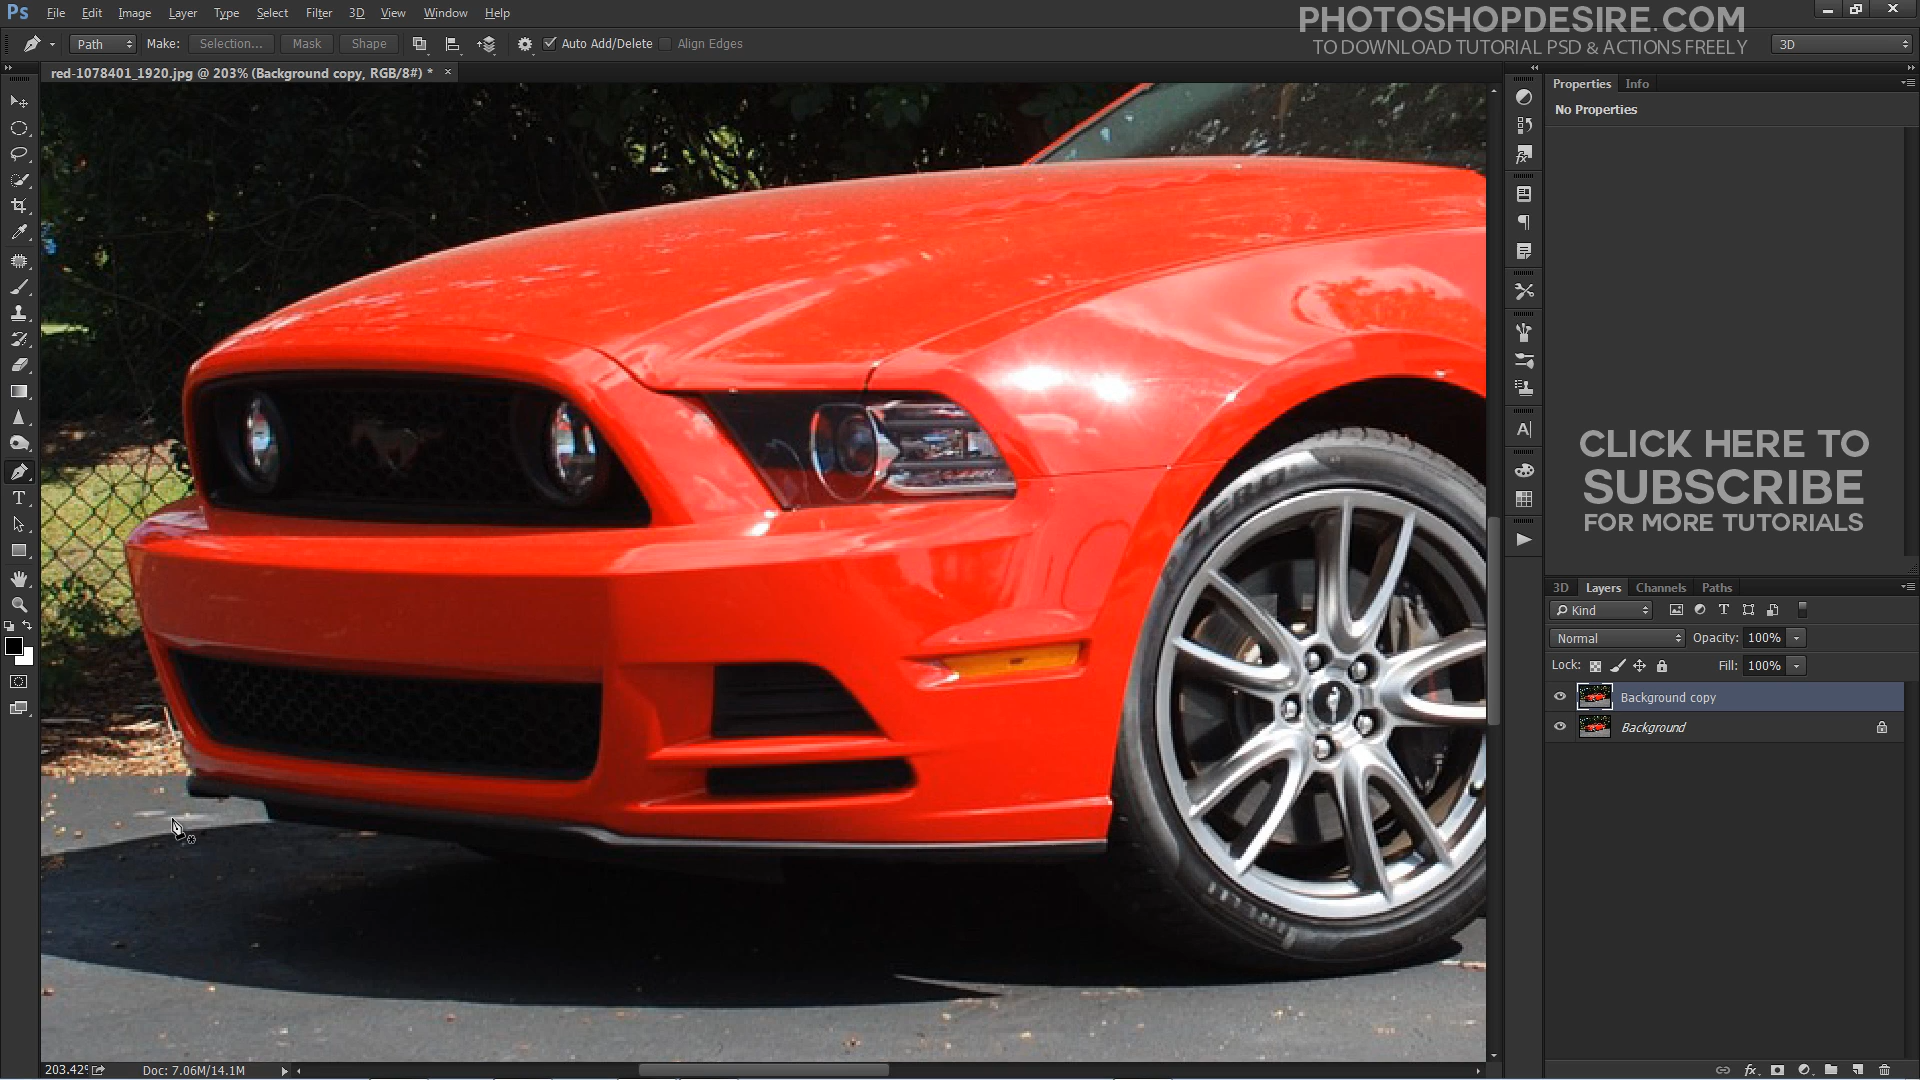 Ps File Edit Image Layer Type Select Filter 3D View Window Help
PHOTOSHOPDESIRE.COM
TO DOWNLOAD TUTORIAL PSD & ACTIONS FREELY
Path Make: Selection... Mask Shape Auto Add/Delete Align Edges 3D
red-1078401_1920.jpg @ 203% (Background copy, RGB/8#) * ×
Properties Info
No Properties
CLICK HERE TO
SUBSCRIBE
FOR MORE TUTORIALS
3D Layers Channels Paths
Kind
Normal Opacity: 100%
Lock: Fill: 100%
Background copy
Background
203.42% Doc: 7.06M/14.1M